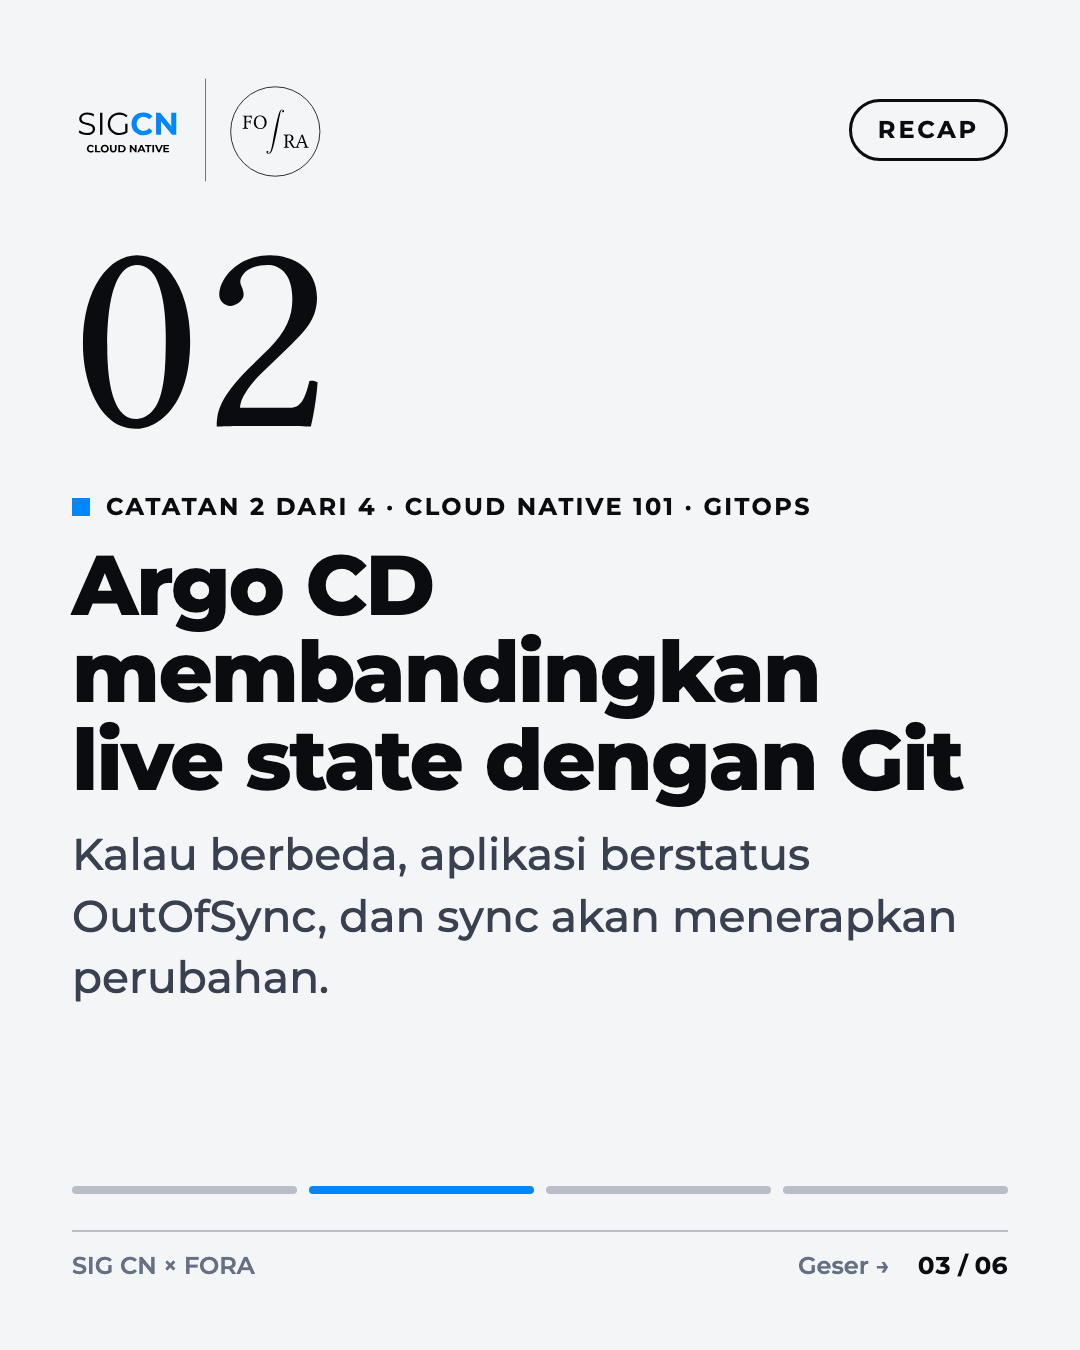 SIGCN
CLOUD NATIVE
FO
RA
RECAP
02
CATATAN 2 DARI 4 · CLOUD NATIVE 101 · GITOPS
Argo CD
membandingkan
live state dengan Git
Kalau berbeda, aplikasi berstatus
OutOfSync, dan sync akan menerapkan
perubahan.
SIG CN × FORA
Geser → 03 / 06